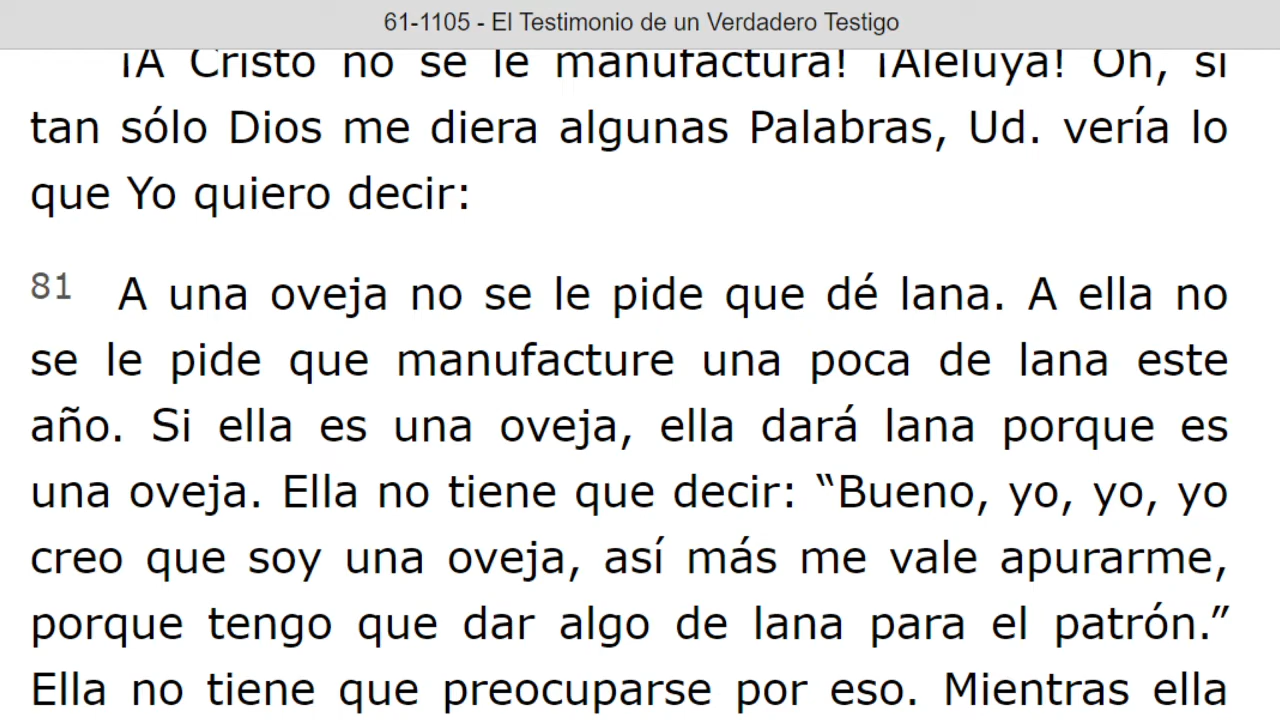 61-1105 - El Testimonio de un Verdadero Testigo
¡A Cristo no se le manufactura! ¡Aleluya! Oh, si
tan sólo Dios me diera algunas Palabras, Ud. vería lo
que Yo quiero decir:
81 A una oveja no se le pide que dé lana. A ella no
se le pide que manufacture una poca de lana este
año. Si ella es una oveja, ella dará lana porque es
una oveja. Ella no tiene que decir: “Bueno, yo, yo, yo
creo que soy una oveja, así más me vale apurarme,
porque tengo que dar algo de lana para el patrón.”
Ella no tiene que preocuparse por eso. Mientras ella